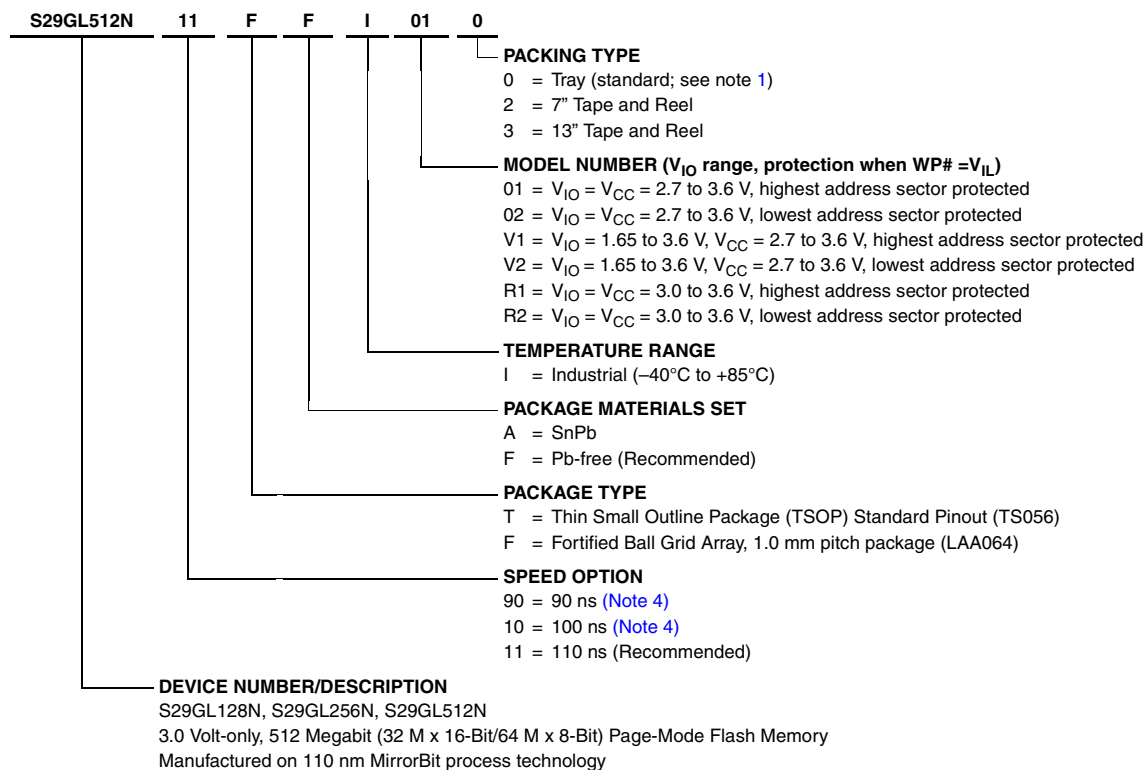 S29GL512N 11 F F I 01 0
PACKING TYPE
0 = Tray (standard; see note 1)
2 = 7” Tape and Reel
3 = 13” Tape and Reel
MODEL NUMBER (VIO range, protection when WP# =VIL)
01 = VIO = VCC = 2.7 to 3.6 V, highest address sector protected
02 = VIO = VCC = 2.7 to 3.6 V, lowest address sector protected
V1 = VIO = 1.65 to 3.6 V, VCC = 2.7 to 3.6 V, highest address sector protected
V2 = VIO = 1.65 to 3.6 V, VCC = 2.7 to 3.6 V, lowest address sector protected
R1 = VIO = VCC = 3.0 to 3.6 V, highest address sector protected
R2 = VIO = VCC = 3.0 to 3.6 V, lowest address sector protected
TEMPERATURE RANGE
I = Industrial (–40°C to +85°C)
PACKAGE MATERIALS SET
A = SnPb
F = Pb-free (Recommended)
PACKAGE TYPE
T = Thin Small Outline Package (TSOP) Standard Pinout (TS056)
F = Fortified Ball Grid Array, 1.0 mm pitch package (LAA064)
SPEED OPTION
90 = 90 ns (Note 4)
10 = 100 ns (Note 4)
11 = 110 ns (Recommended)
DEVICE NUMBER/DESCRIPTION
S29GL128N, S29GL256N, S29GL512N
3.0 Volt-only, 512 Megabit (32 M x 16-Bit/64 M x 8-Bit) Page-Mode Flash Memory
Manufactured on 110 nm MirrorBit process technology